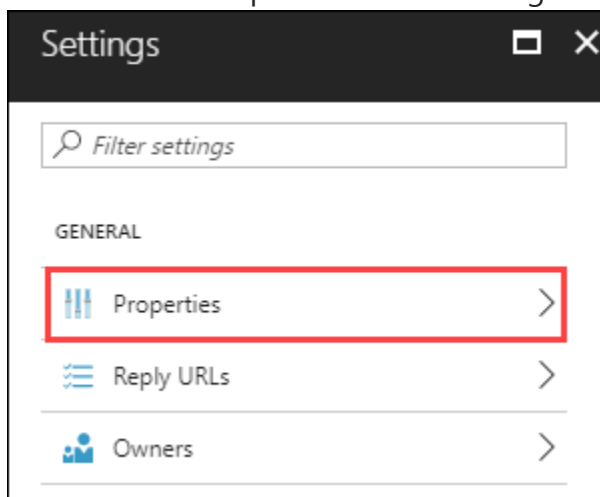 Settings
Filter settings
GENERAL
Properties
Reply URLs
Owners